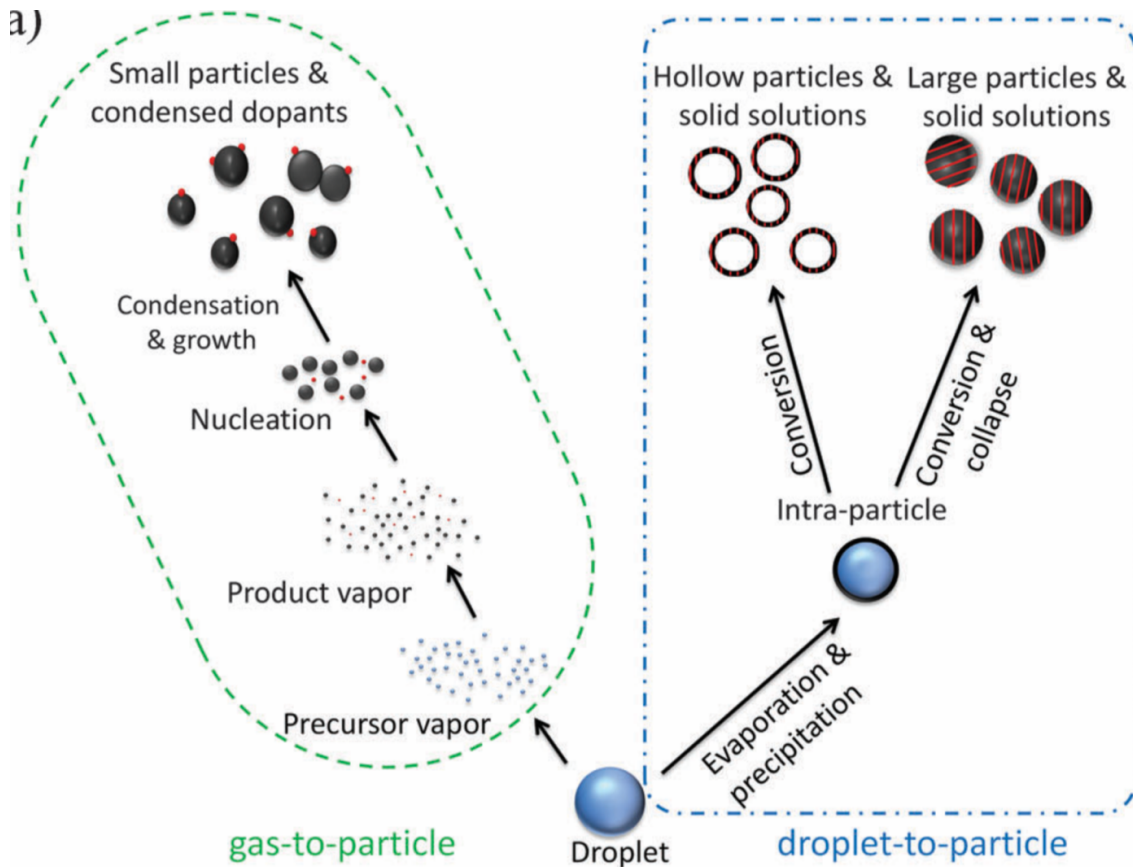 a)
Small particles &
condensed dopants
Condensation
& growth
Nucleation
Product vapor
Precursor vapor
gas-to-particle
Droplet
Hollow particles &
solid solutions
Large particles &
solid solutions
Conversion
Conversion &
collapse
Intra-particle
Evaporation &
precipitation
droplet-to-particle